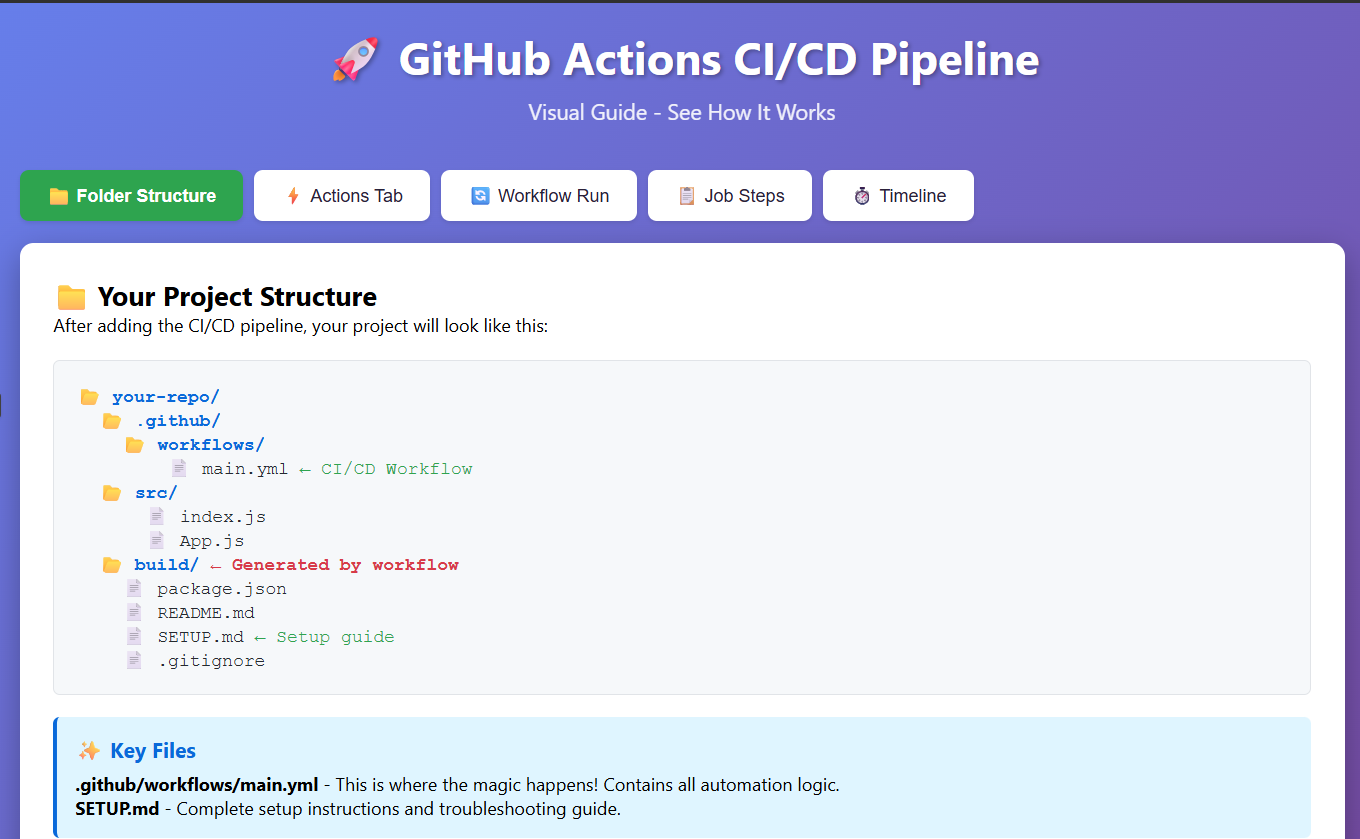 🚀 GitHub Actions CI/CD Pipeline
Visual Guide - See How It Works
📁 Folder Structure
⚡ Actions Tab
🔄 Workflow Run
📋 Job Steps
⏱ Timeline
📁 Your Project Structure
After adding the CI/CD pipeline, your project will look like this:
📁 your-repo/
📁 .github/
📁 workflows/
📄 main.yml ← CI/CD Workflow
📁 src/
📄 index.js
📄 App.js
📁 build/ ← Generated by workflow
📄 package.json
📄 README.md
📄 SETUP.md ← Setup guide
📄 .gitignore
✨ Key Files
.github/workflows/main.yml - This is where the magic happens! Contains all automation logic.
SETUP.md - Complete setup instructions and troubleshooting guide.